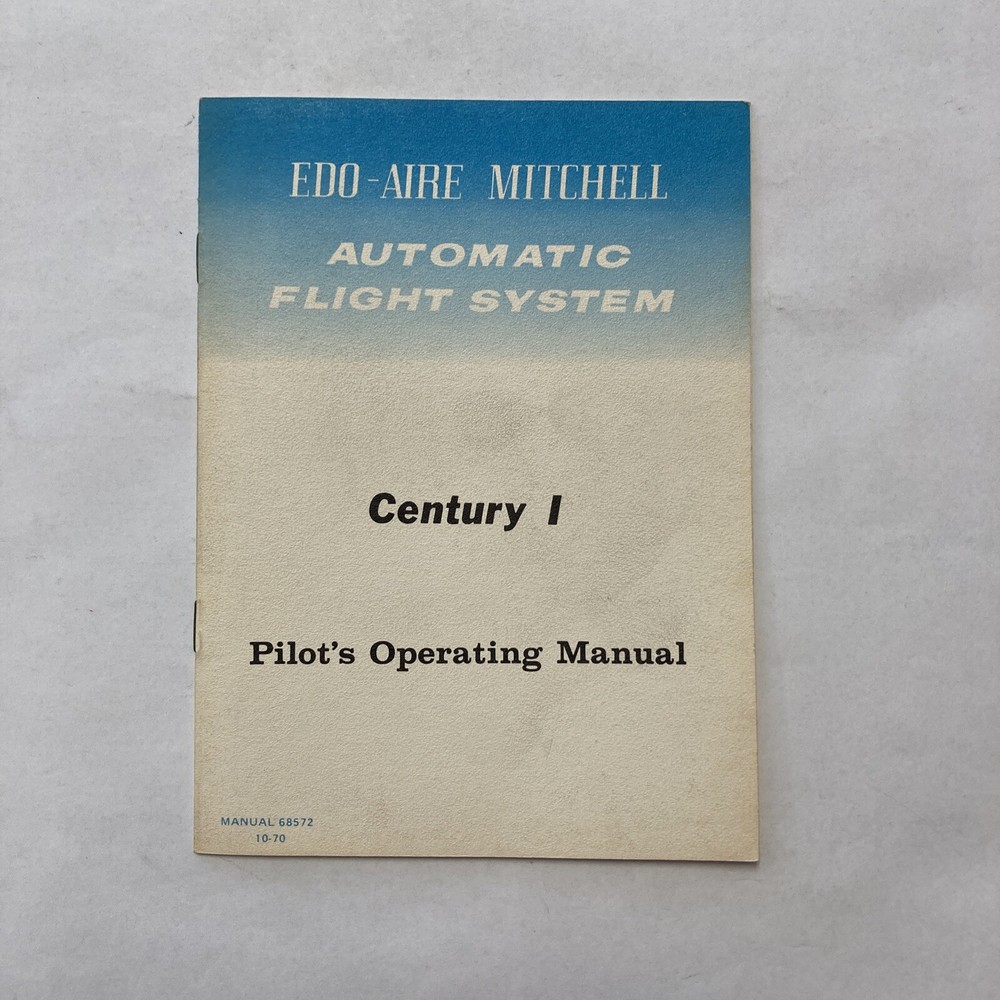 EDO-AIRE MITCHELL
AUTOMATIC
FLIGHT SYSTEM
Century I
Pilot's Operating Manual
MANUAL 68572
10-70